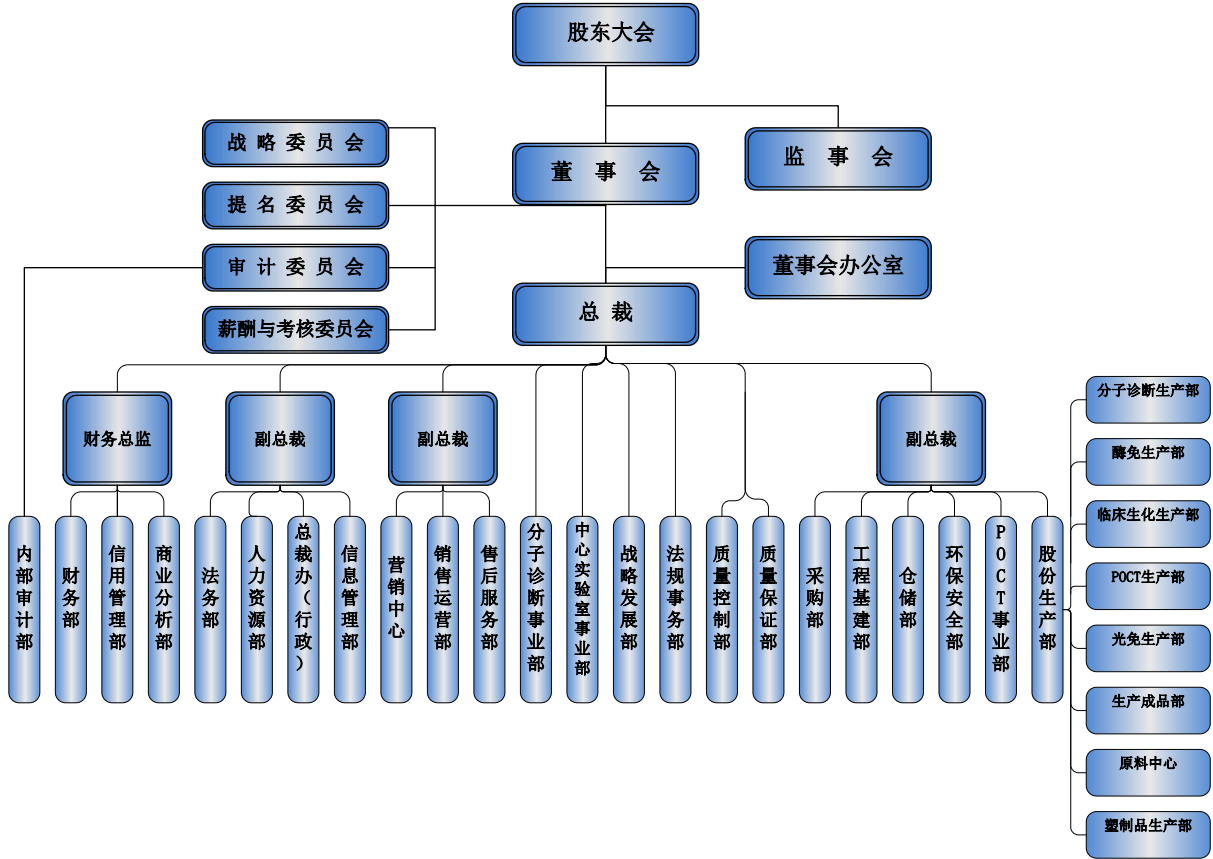 股东大会
战 略 委 员 会
董 事 会
监 事 会
提 名 委 员 会
审 计 委 员 会
董事会办公室
总 裁
薪酬与考核委员会
财务总监
副总裁
副总裁
副总裁
内部审计部
财务部
信用管理部
商业分析部
法务部
人力资源部
总裁办（行政）
信息管理部
营销中心
销售运营部
售后服务部
分子诊断事业部
中心实验室事业部
战略发展部
法规事务部
质量控制部
质量保证部
采购部
工程基建部
仓储部
环保安全部
POCT事业部
股份生产部
分子诊断生产部
酶免生产部
临床生化生产部
POCT生产部
光免生产部
生产成品部
原料中心
塑制品生产部